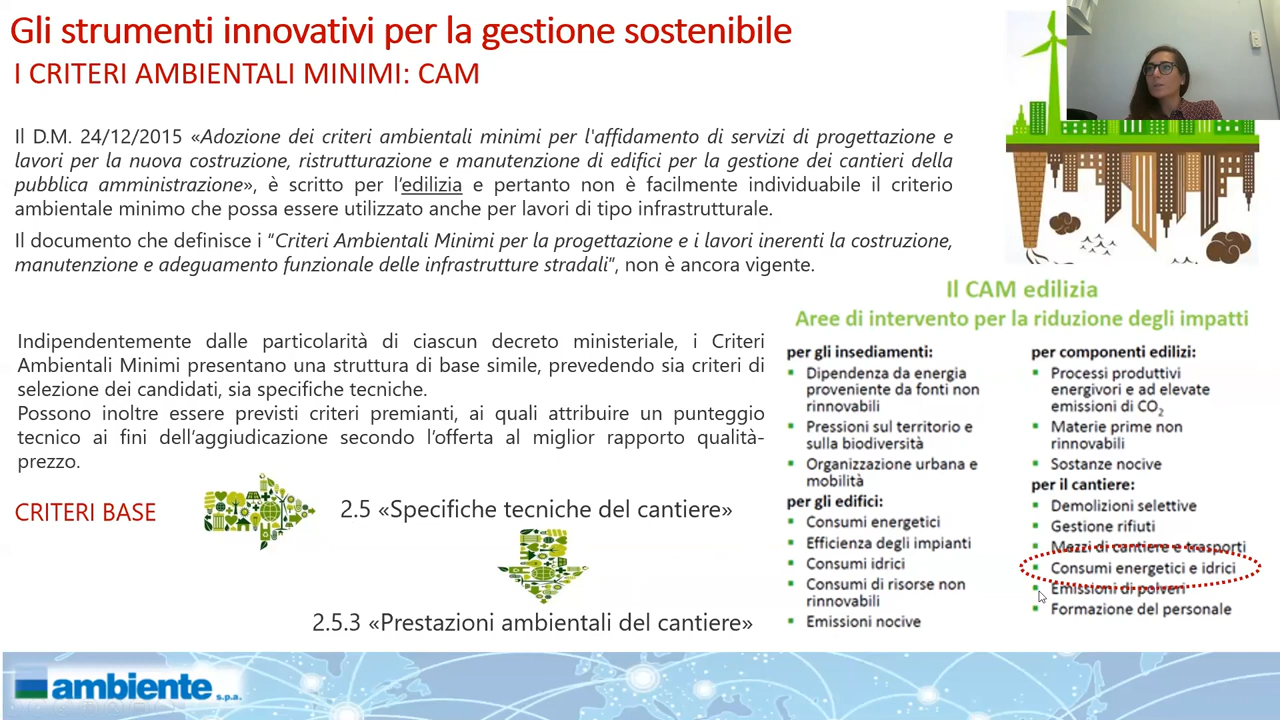 Gli strumenti innovativi per la gestione sostenibile
I CRITERI AMBIENTALI MINIMI: CAM
Il D.M. 24/12/2015 «Adozione dei criteri ambientali minimi per l'affidamento di servizi di progettazione e
lavori per la nuova costruzione, ristrutturazione e manutenzione di edifici per la gestione dei cantieri della
pubblica amministrazione», è scritto per l’edilizia e pertanto non è facilmente individuabile il criterio
ambientale minimo che possa essere utilizzato anche per lavori di tipo infrastrutturale.
Il documento che definisce i "Criteri Ambientali Minimi per la progettazione e i lavori inerenti la costruzione,
manutenzione e adeguamento funzionale delle infrastrutture stradali", non è ancora vigente.
Indipendentemente dalle particolarità di ciascun decreto ministeriale, i Criteri
Ambientali Minimi presentano una struttura di base simile, prevedendo sia criteri di
selezione dei candidati, sia specifiche tecniche.
Possono inoltre essere previsti criteri premianti, ai quali attribuire un punteggio
tecnico ai fini dell’aggiudicazione secondo l’offerta al miglior rapporto qualità-
prezzo.
CRITERI BASE
2.5 «Specifiche tecniche del cantiere»
2.5.3 «Prestazioni ambientali del cantiere»
Il CAM edilizia
Aree di intervento per la riduzione degli impatti
per gli insediamenti:
Dipendenza da energia
proveniente da fonti non
rinnovabili
Pressioni sul territorio e
sulla biodiversità
Organizzazione urbana e
mobilità
per gli edifici:
Consumi energetici
Efficienza degli impianti
Consumi idrici
Consumi di risorse non
rinnovabili
Emissioni nocive
per componenti edilizi:
Processi produttivi
energivori e ad elevate
emissioni di CO2
Materie prime non
rinnovabili
Sostanze nocive
per il cantiere:
Demolizioni selettive
Gestione rifiuti
Mezzi di cantiere e trasporti
Consumi energetici e idrici
Emissioni di polveri
Formazione del personale
ambiente s.p.a.